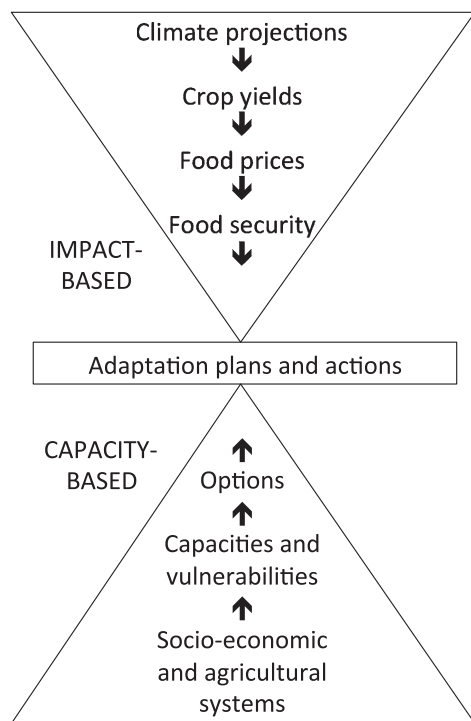 Climate projections
Crop yields
Food prices
Food security
IMPACT-
BASED
Adaptation plans and actions
CAPACITY-
BASED
Options
Capacities and
vulnerabilities
Socio-economic
and agricultural
systems